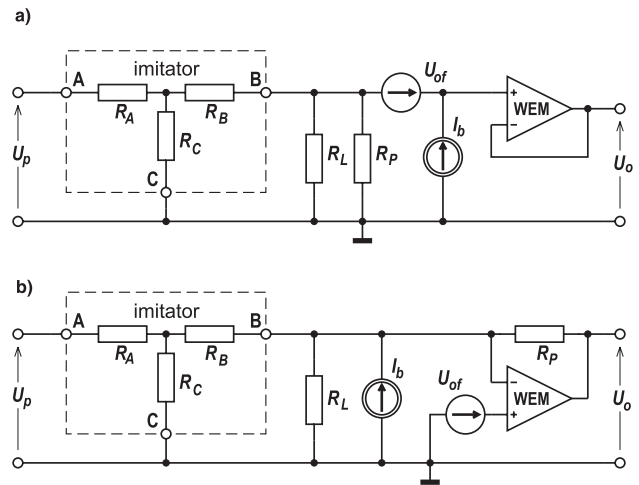 a)
imitator
A
B
R_A
R_B
R_C
C
U_p
R_L
R_P
U_of
I_b
+
WEM
−
U_o
b)
imitator
A
B
R_A
R_B
R_C
C
U_p
R_L
I_b
U_of
R_P
−
WEM
+
U_o